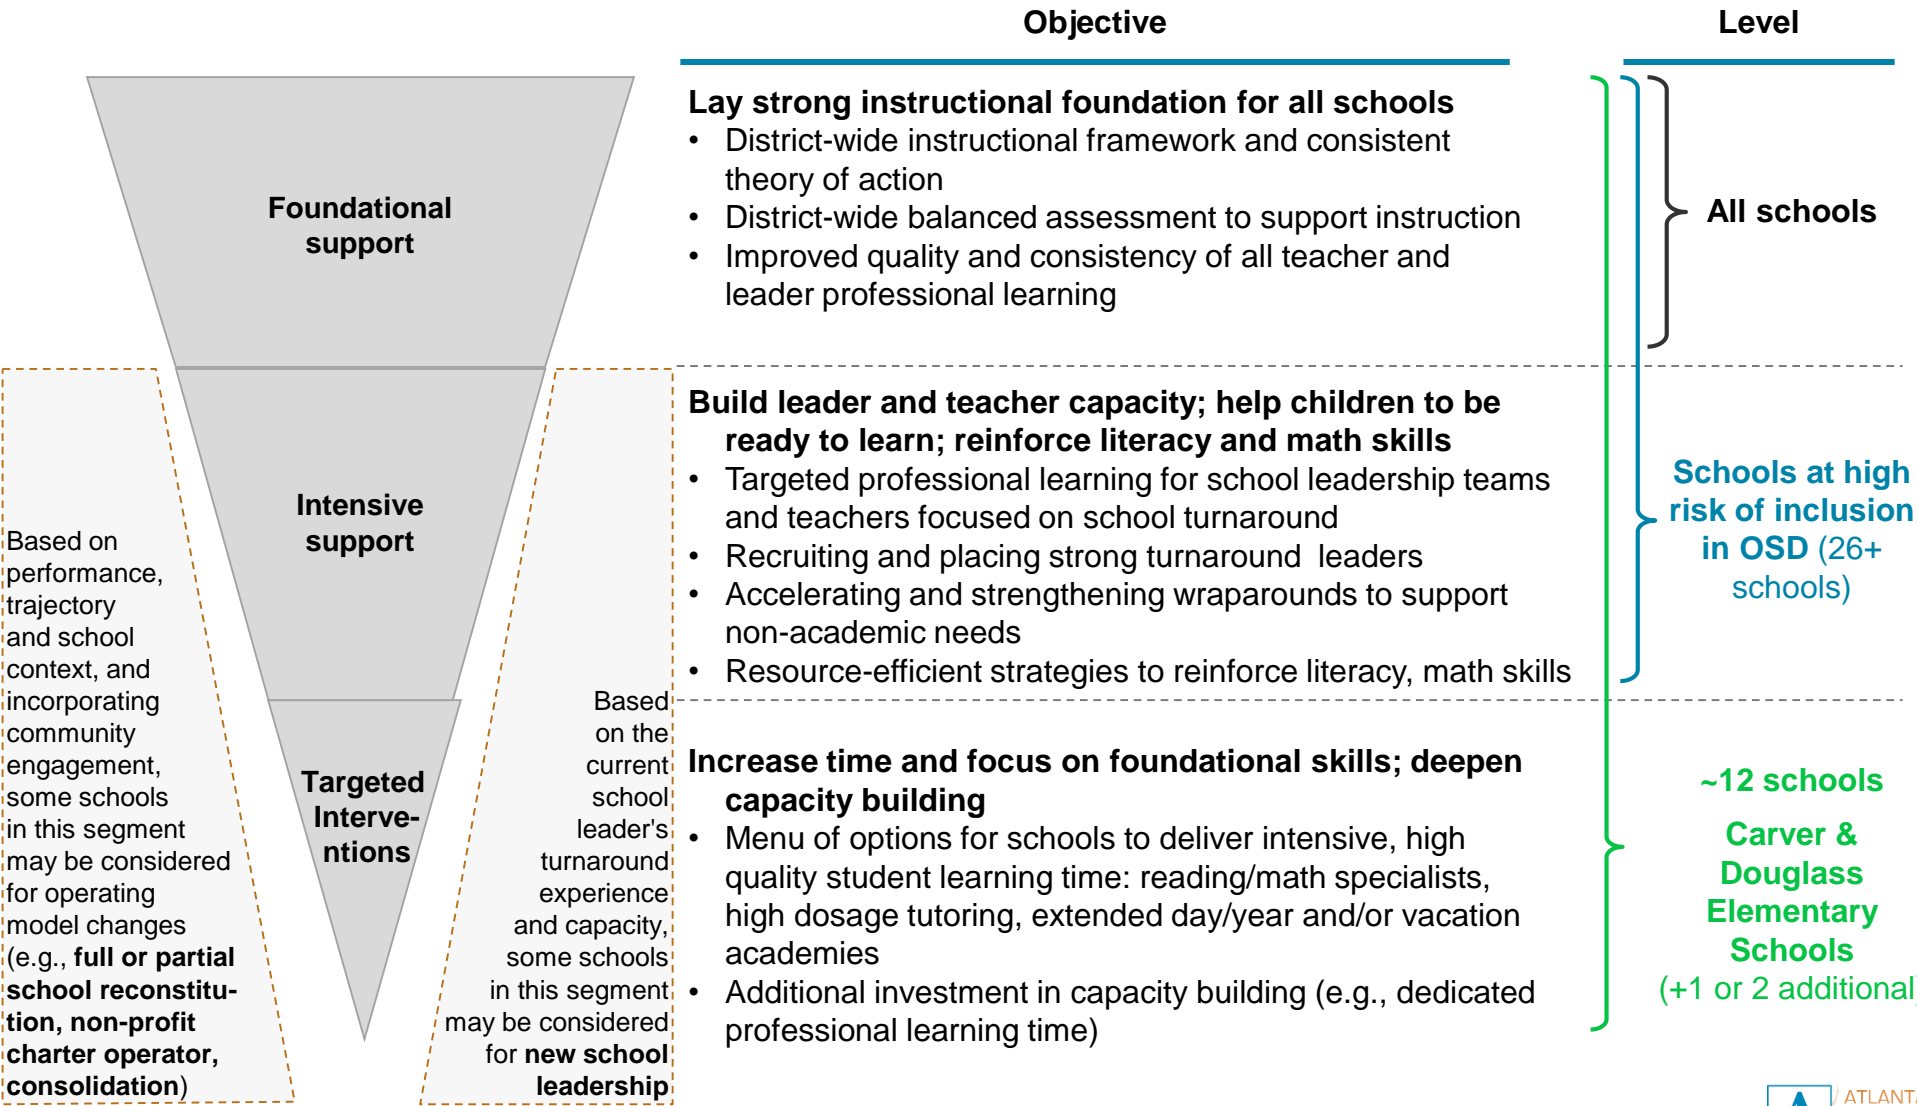 Objective
Level
Foundational
support
Lay strong instructional foundation for all schools
• District-wide instructional framework and consistent
theory of action
• District-wide balanced assessment to support instruction
• Improved quality and consistency of all teacher and
leader professional learning
All schools
Intensive
support
Build leader and teacher capacity; help children to be
ready to learn; reinforce literacy and math skills
• Targeted professional learning for school leadership teams
and teachers focused on school turnaround
• Recruiting and placing strong turnaround leaders
• Accelerating and strengthening wraparounds to support
non-academic needs
• Resource-efficient strategies to reinforce literacy, math skills
Schools at high
risk of inclusion
in OSD (26+
schools)
Targeted
Interve-
ntions
Increase time and focus on foundational skills; deepen
capacity building
• Menu of options for schools to deliver intensive, high
quality student learning time: reading/math specialists,
high dosage tutoring, extended day/year and/or vacation
academies
• Additional investment in capacity building (e.g., dedicated
professional learning time)
~12 schools
Carver &
Douglass
Elementary
Schools
(+1 or 2 additional)
Based on
performance,
trajectory
and school
context, and
incorporating
community
engagement,
some schools
in this segment
may be considered
for operating
model changes
(e.g., full or partial
school reconstitu-
tion, non-profit
charter operator,
consolidation)
Based
on the
current
school
leader's
turnaround
experience
and capacity,
some schools
in this segment
may be considered
for new school
leadership
ATLANTA